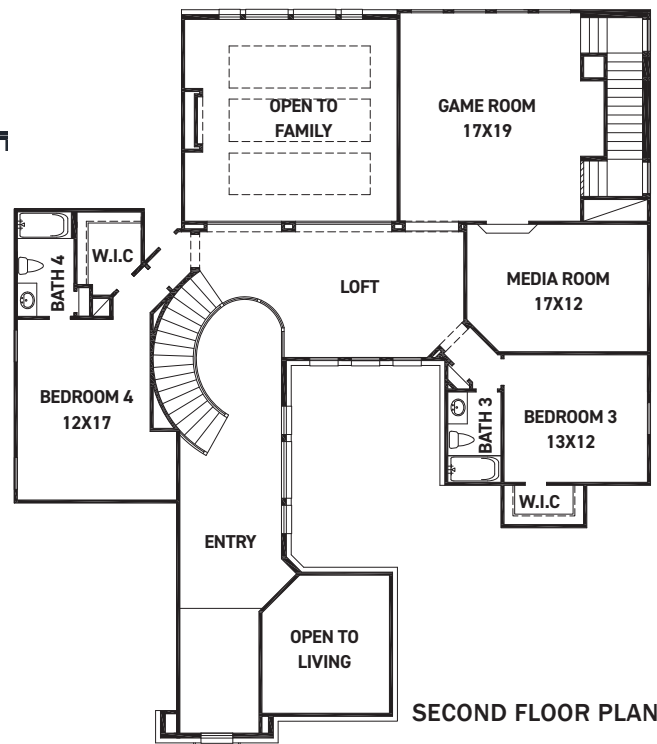 OPEN TO
FAMILY
GAME ROOM
17X19
W.I.C
BATH 4
LOFT
MEDIA ROOM
17X12
BEDROOM 4
12X17
BATH 3
BEDROOM 3
13X12
W.I.C
ENTRY
OPEN TO
LIVING
SECOND FLOOR PLAN